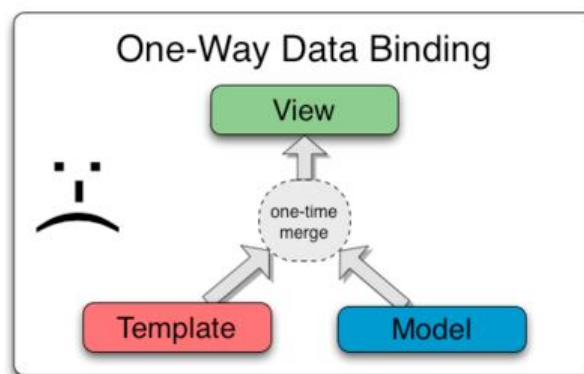 One-Way Data Binding
View
one-time
merge
Template
Model